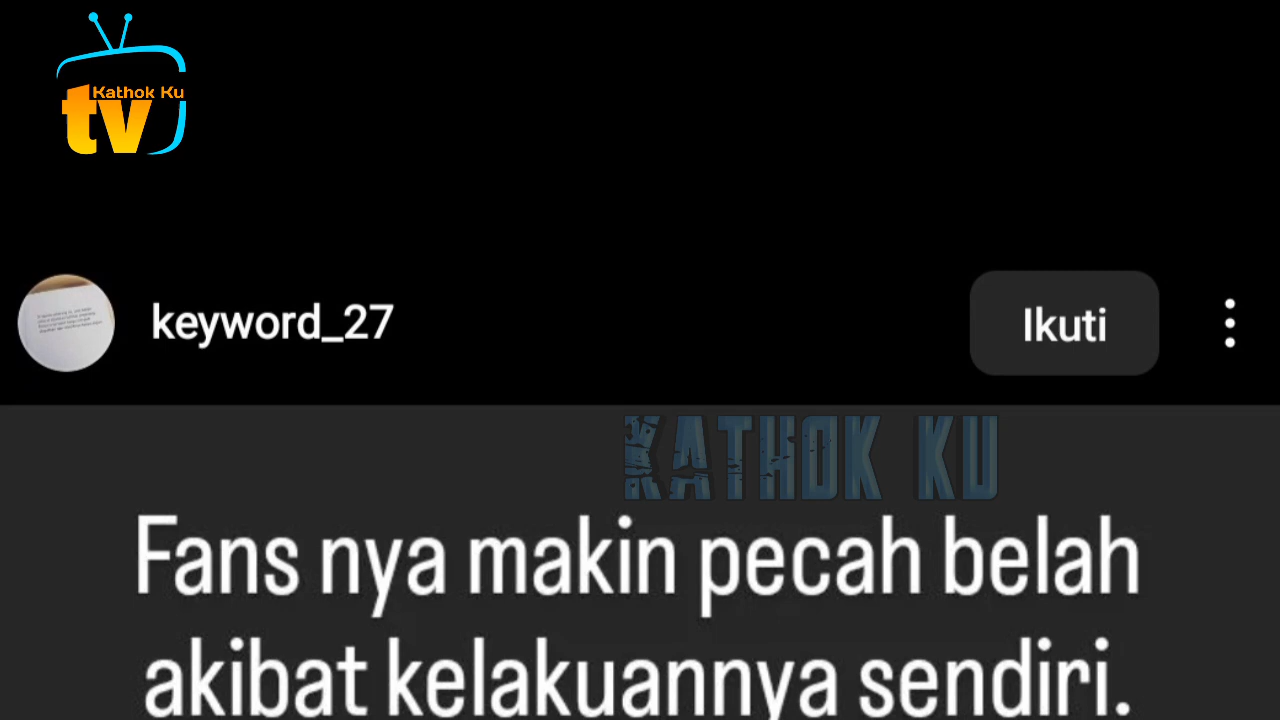 Kathok Ku
tv
keyword_27
Ikuti
KATHOK KU
Fans nya makin pecah belah
akibat kelakuannya sendiri.